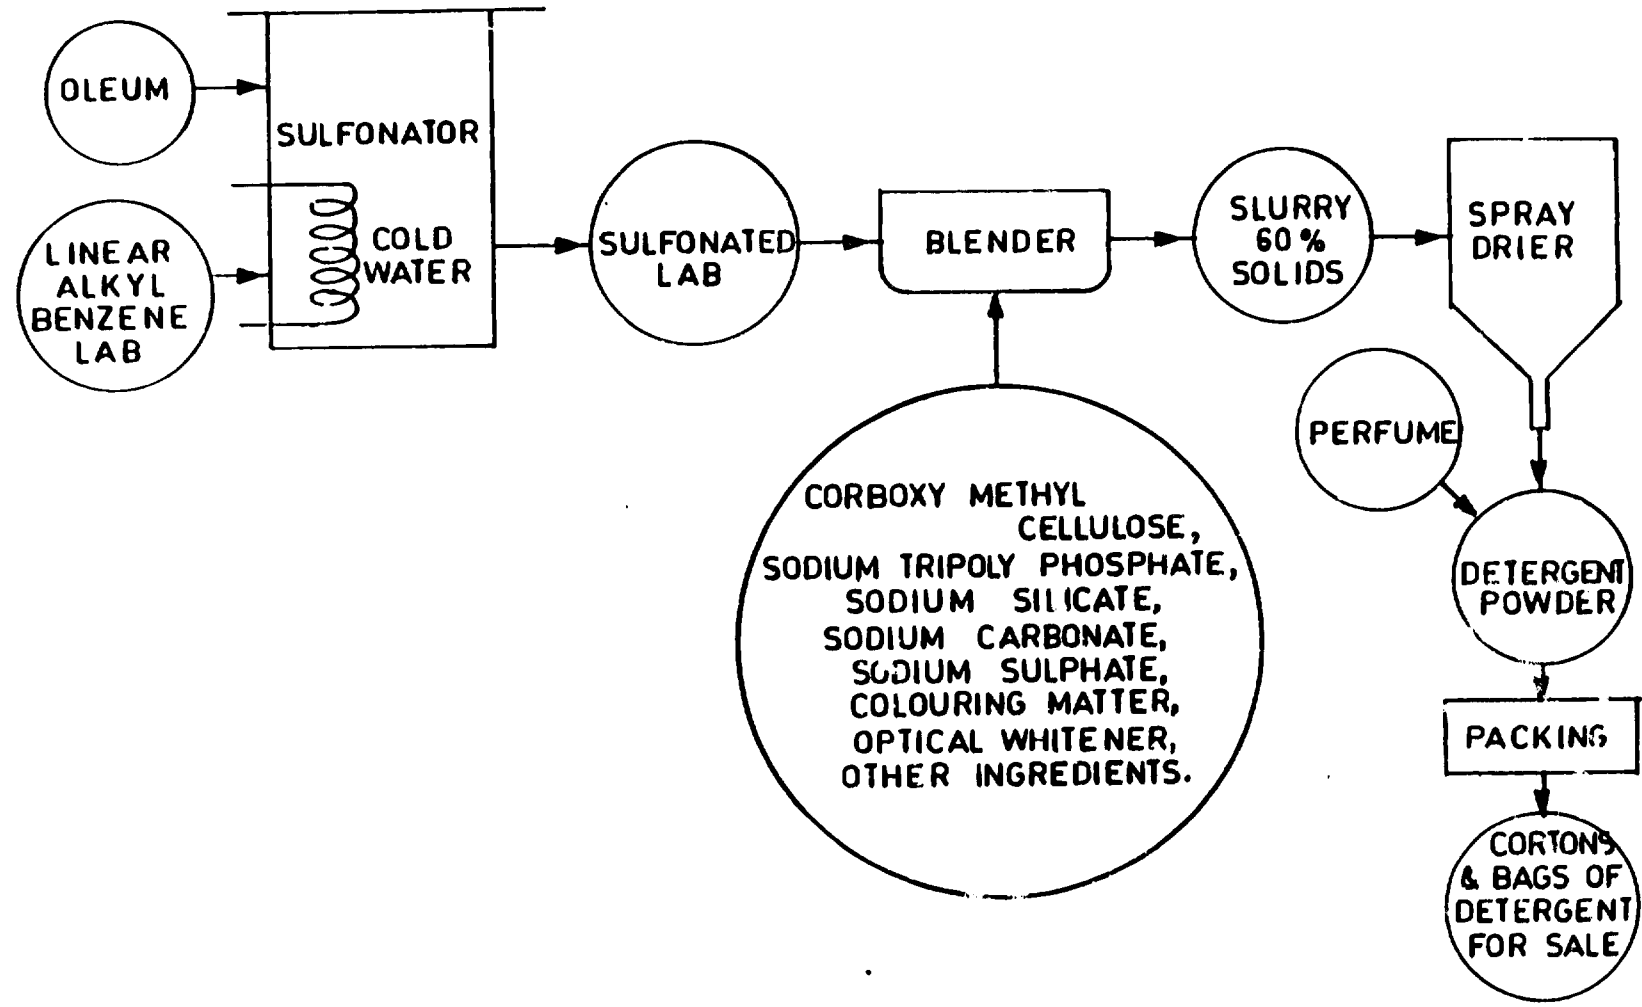 OLEUM
SULFONATOR
COLD
WATER
LINEAR
ALKYL
BENZENE
LAB
SULFONATED
LAB
BLENDER
SLURRY
60%
SOLIDS
SPRAY
DRIER
CORBOXY METHYL
CELLULOSE,
SODIUM TRIPOLY PHOSPHATE,
SODIUM SILICATE,
SODIUM CARBONATE,
SODIUM SULPHATE,
COLOURING MATTER,
OPTICAL WHITENER,
OTHER INGREDIENTS.
PERFUME
DETERGENT
POWDER
PACKING
CORTONS
& BAGS OF
DETERGENT
FOR SALE